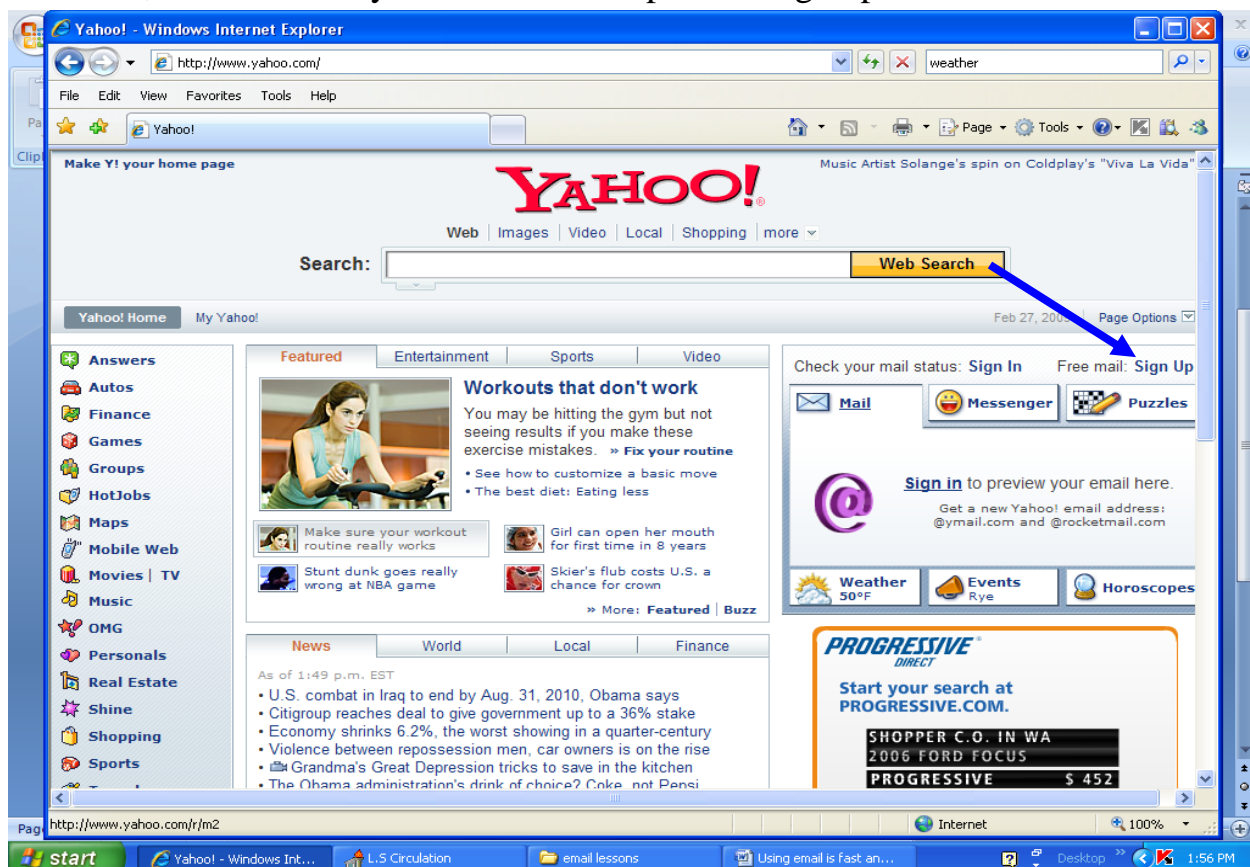 Yahoo! - Windows Internet Explorer
http://www.yahoo.com/
weather
File Edit View Favorites Tools Help
Yahoo!
Page Tools
Make Y! your home page
Music Artist Solange's spin on Coldplay's "Viva La Vida"
YAHOO!
Web | Images | Video | Local | Shopping | more
Search:
Web Search
Yahoo! Home My Yahoo!
Feb 27, Page Options
Answers
Autos
Finance
Games
Groups
HotJobs
Maps
Mobile Web
Movies | TV
Music
OMG
Personals
Real Estate
Shine
Shopping
Sports
Featured Entertainment Sports Video
Workouts that don't work
You may be hitting the gym but not
seeing results if you make these
exercise mistakes. » Fix your routine
• See how to customize a basic move
• The best diet: Eating less
Make sure your workout
routine really works
Girl can open her mouth
for first time in 8 years
Stunt dunk goes really
wrong at NBA game
Skier's flub costs U.S. a
chance for crown
» More: Featured | Buzz
News World Local Finance
As of 1:49 p.m. EST
• U.S. combat in Iraq to end by Aug. 31, 2010, Obama says
• Citigroup reaches deal to give government up to a 36% stake
• Economy shrinks 6.2%, the worst showing in a quarter-century
• Violence between repossession men, car owners is on the rise
• Grandma's Great Depression tricks to save in the kitchen
• The Obama administration's drink of choice? Coke, not Pepsi
Check your mail status: Sign In Free mail: Sign Up
Mail
Messenger
Puzzles
Sign in to preview your email here.
Get a new Yahoo! email address:
@ymail.com and @rocketmail.com
Weather
50°F
Events
Rye
Horoscopes
PROGRESSIVE
DIRECT
Start your search at
PROGRESSIVE.COM.
SHOPPER C.O. IN WA
2006 FORD FOCUS
PROGRESSIVE $ 452
http://www.yahoo.com/r/m2
Internet
100%
start
Yahoo! - Windows Int...
L.S Circulation
email lessons
Using email is fast an...
Desktop
1:56 PM